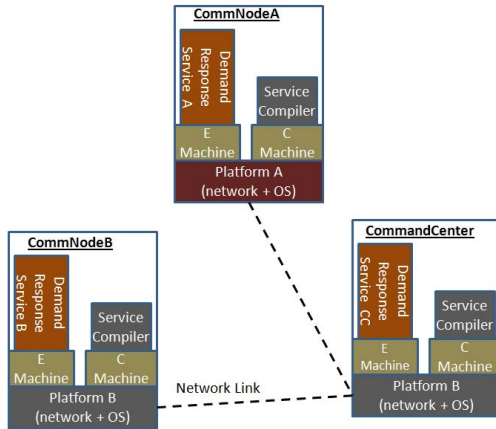 CommNodeA
Demand
Response
Service A
Service
Compiler
E
Machine
C
Machine
Platform A
(network + OS)
CommNodeB
Demand
Response
Service B
Service
Compiler
E
Machine
C
Machine
Platform B
(network + OS)
Network Link
CommandCenter
Demand
Response
Service CC
Service
Compiler
E
Machine
C
Machine
Platform B
(network + OS)